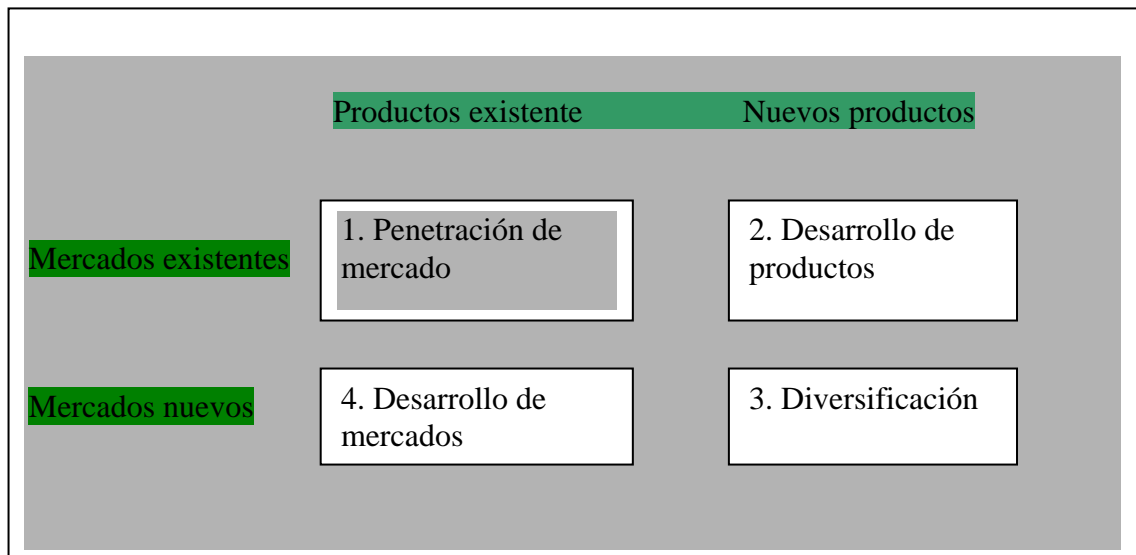 Productos existente Nuevos productos
Mercados existentes
1. Penetración de
mercado
2. Desarrollo de
productos
Mercados nuevos
4. Desarrollo de
mercados
3. Diversificación